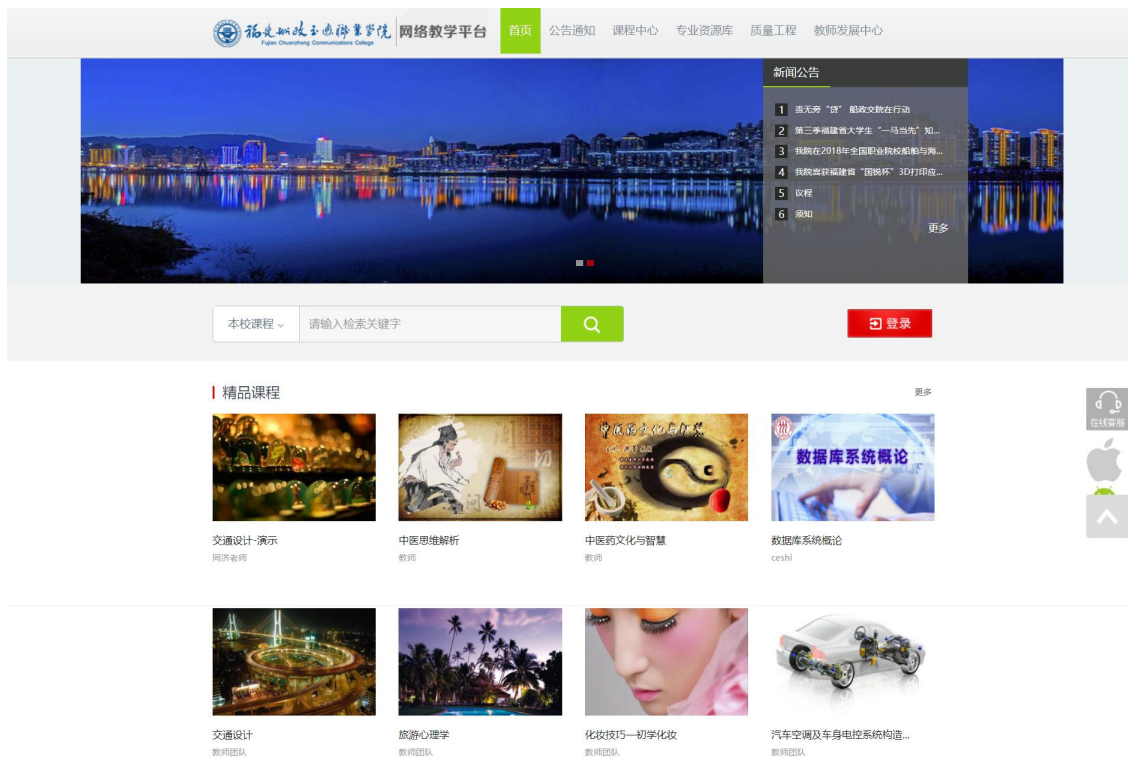 福建船政交通职业学院
Fujian Chuanzheng Communications College
网络教学平台
首页 公告通知 课程中心 专业资源库 质量工程 教师发展中心
新闻公告
1 吾无旁“贷” 船政交院在行动
2 第三季福建省大学生“一马当先”知...
3 我院在2018年全国职业院校船舶与海...
4 我院喜获福建省“国锐杯”3D打印应...
5 议程
6 须知
更多
本校课程 请输入检索关键字
登录
精品课程 更多
在线客服
中医药文化与智慧
数据库系统概论
交通设计-演示 中医思维解析 中医药文化与智慧 数据库系统概论
同济老师 教师 教师 ceshi
交通设计 旅游心理学 化妆技巧—初学化妆 汽车空调及车身电控系统构造...
教师团队 教师团队 教师团队 教师团队